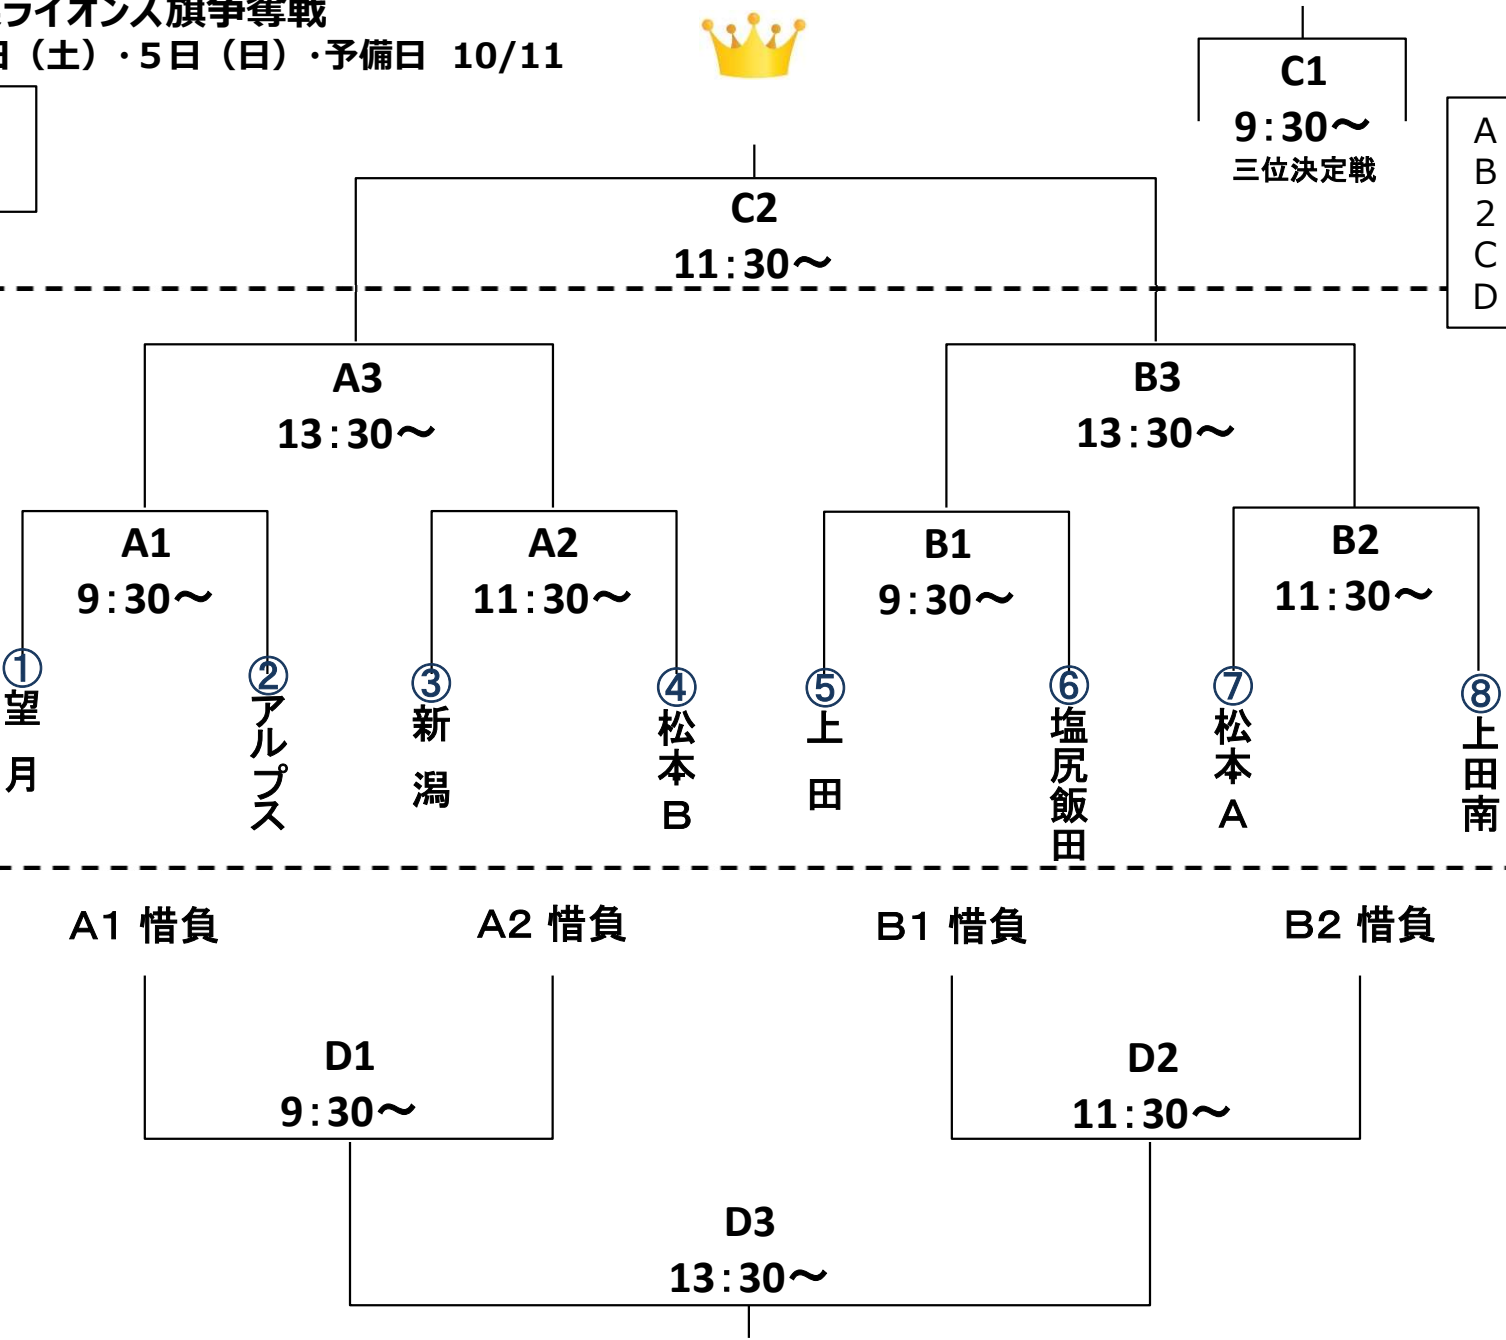 ライオンズ旗争奪戦
日（土）・５日（日）・予備日 10/11
C1
9:30～
三位決定戦
A
B
2
C
D
C2
11:30～
A3
13:30～
B3
13:30～
A1
9:30～
A2
11:30～
B1
9:30～
B2
11:30～
①望月
②アルプス
③新潟
④松本B
⑤上田
⑥塩尻飯田
⑦松本A
⑧上田南
A1 惜負
A2 惜負
B1 惜負
B2 惜負
D1
9:30～
D2
11:30～
D3
13:30～